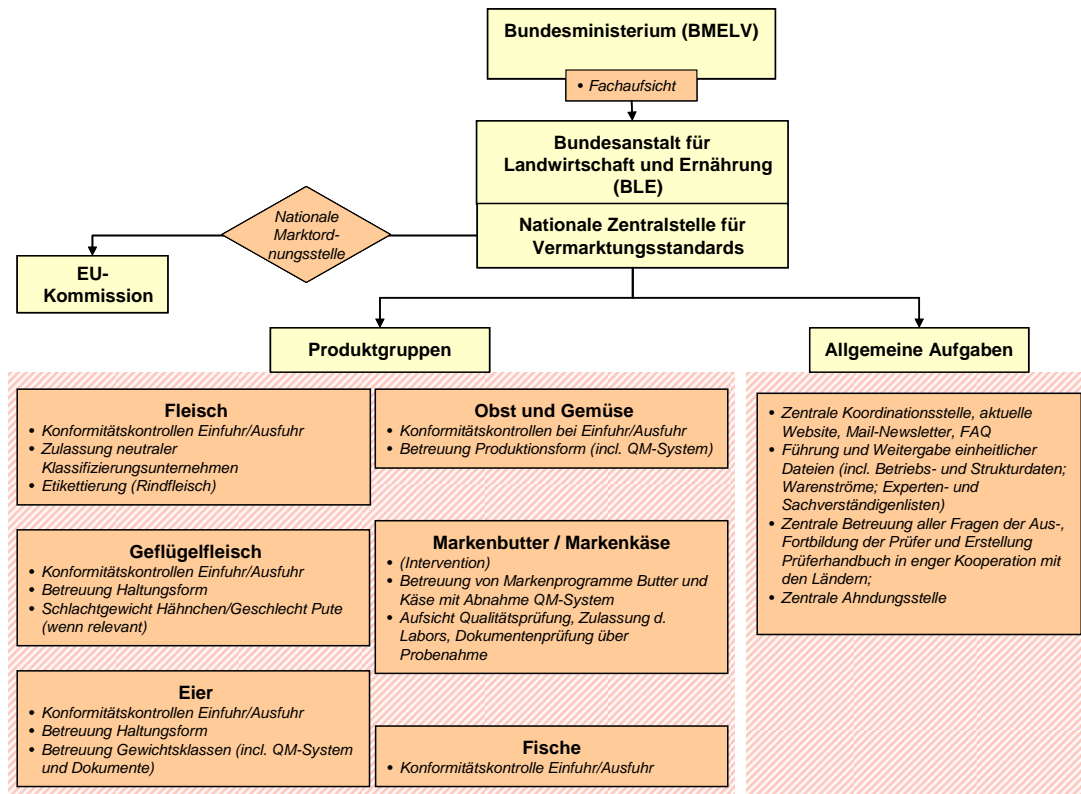 Bundesministerium (BMELV)
• Fachaufsicht
Bundesanstalt für
Landwirtschaft und Ernährung
(BLE)
Nationale Zentralstelle für
Vermarktungsstandards
Nationale
Marktord-
nungsstelle
EU-
Kommission
Produktgruppen
Allgemeine Aufgaben
Fleisch
• Konformitätskontrollen Einfuhr/Ausfuhr
• Zulassung neutraler
Klassifizierungsunternehmen
• Etikettierung (Rindfleisch)
Obst und Gemüse
• Konformitätskontrollen bei Einfuhr/Ausfuhr
• Betreuung Produktionsform (incl. QM-System)
Geflügelfleisch
• Konformitätskontrollen Einfuhr/Ausfuhr
• Betreuung Haltungsform
• Schlachtgewicht Hähnchen/Geschlecht Pute
(wenn relevant)
Markenbutter / Markenkäse
• (Intervention)
• Betreuung von Markenprogramme Butter und
Käse mit Abnahme QM-System
• Aufsicht Qualitätsprüfung, Zulassung d.
Labors, Dokumentenprüfung über
Probenahme
Eier
• Konformitätskontrollen Einfuhr/Ausfuhr
• Betreuung Haltungsform
• Betreuung Gewichtsklassen (incl. QM-System
und Dokumente)
Fische
• Konformitätskontrolle Einfuhr/Ausfuhr
• Zentrale Koordinationsstelle, aktuelle
Website, Mail-Newsletter, FAQ
• Führung und Weitergabe einheitlicher
Dateien (incl. Betriebs- und Strukturdaten;
Warenströme; Experten- und
Sachverständigenlisten)
• Zentrale Betreuung aller Fragen der Aus-,
Fortbildung der Prüfer und Erstellung
Prüferhandbuch in enger Kooperation mit
den Ländern;
• Zentrale Ahndungsstelle